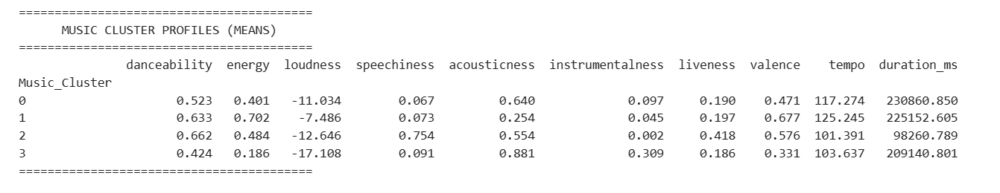 =========================================
      MUSIC CLUSTER PROFILES (MEANS)
=========================================
               danceability  energy  loudness  speechiness  acousticness  instrumentalness  liveness  valence    tempo  duration_ms
Music_Cluster
0                     0.523   0.401   -11.034        0.067         0.640             0.097     0.190    0.471  117.274   230860.850
1                     0.633   0.702    -7.486        0.073         0.254             0.045     0.197    0.677  125.245   225152.605
2                     0.662   0.484   -12.646        0.754         0.554             0.002     0.418    0.576  101.391    98260.789
3                     0.424   0.186   -17.108        0.091         0.881             0.309     0.186    0.331  103.637   209140.801
=========================================